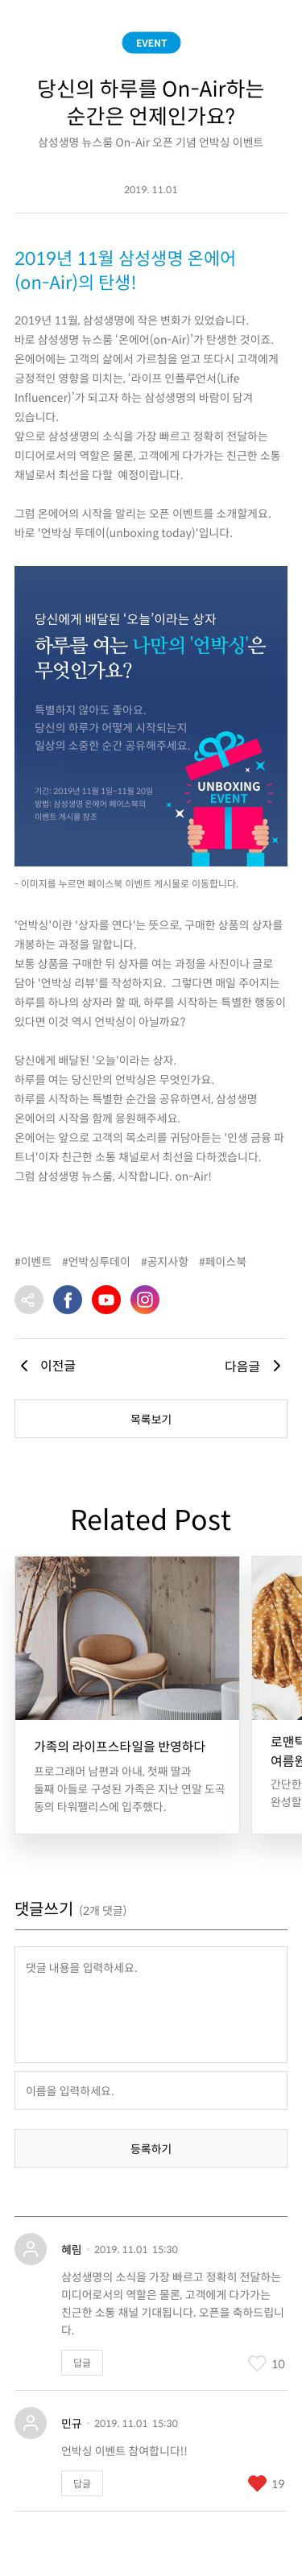 EVENT
당신의 하루를 On-Air하는
순간은 언제인가요?
삼성생명 뉴스룸 On-Air 오픈 기념 언박싱 이벤트
2019. 11.01
2019년 11월 삼성생명 온에어
(on-Air)의 탄생!
2019년 11월, 삼성생명에 작은 변화가 있었습니다.
바로 삼성생명 뉴스룸 ‘온에어(on-Air)’가 탄생한 것이죠.
온에어에는 고객의 삶에서 가르침을 얻고 또다시 고객에게
긍정적인 영향을 미치는, ‘라이프 인플루언서(Life
Influencer)’가 되고자 하는 삼성생명의 바람이 담겨
있습니다.
앞으로 삼성생명의 소식을 가장 빠르고 정확히 전달하는
미디어로서의 역할은 물론, 고객에게 다가가는 친근한 소통
채널로서 최선을 다할 예정이랍니다.
그럼 온에어의 시작을 알리는 오픈 이벤트를 소개할게요.
바로 '언박싱 투데이(unboxing today)'입니다.
당신에게 배달된 ‘오늘’이라는 상자
하루를 여는 나만의 '언박싱'은
무엇인가요?
특별하지 않아도 좋아요.
당신의 하루가 어떻게 시작되는지
일상의 소중한 순간 공유해주세요.
UNBOXING
EVENT
기간: 2019년 11월 1일~11월 20일
방법: 삼성생명 온에어 페이스북의
이벤트 게시물 참조
- 이미지를 누르면 페이스북 이벤트 게시물로 이동합니다.
'언박싱'이란 '상자를 연다'는 뜻으로, 구매한 상품의 상자를
개봉하는 과정을 말합니다.
보통 상품을 구매한 뒤 상자를 여는 과정을 사진이나 글로
담아 '언박싱 리뷰'를 작성하지요. 그렇다면 매일 주어지는
하루를 하나의 상자라 할 때, 하루를 시작하는 특별한 행동이
있다면 이것 역시 언박싱이 아닐까요?
당신에게 배달된 '오늘'이라는 상자.
하루를 여는 당신만의 언박싱은 무엇인가요.
하루를 시작하는 특별한 순간을 공유하면서, 삼성생명
온에어의 시작을 함께 응원해주세요.
온에어는 앞으로 고객의 목소리를 귀담아듣는 '인생 금융 파
트너'이자 친근한 소통 채널로서 최선을 다하겠습니다.
그럼 삼성생명 뉴스룸, 시작합니다. on-Air!
#이벤트 #언박싱투데이 #공지사항 #페이스북
이전글
다음글
목록보기
Related Post
가족의 라이프스타일을 반영하다
프로그래머 남편과 아내, 첫째 딸과
둘째 아들로 구성된 가족은 지난 연말 도곡
동의 타워팰리스에 입주했다.
로맨틱
여름원
간단한
완성할
댓글쓰기 (2개 댓글)
댓글 내용을 입력하세요.
이름을 입력하세요.
등록하기
혜림 · 2019. 11.01 15:30
삼성생명의 소식을 가장 빠르고 정확히 전달하는
미디어로서의 역할은 물론, 고객에게 다가가는
친근한 소통 채널 기대됩니다. 오픈을 축하드립니
다.
답글
10
민규 · 2019. 11.01 15:30
언박싱 이벤트 참여합니다!!
답글
19